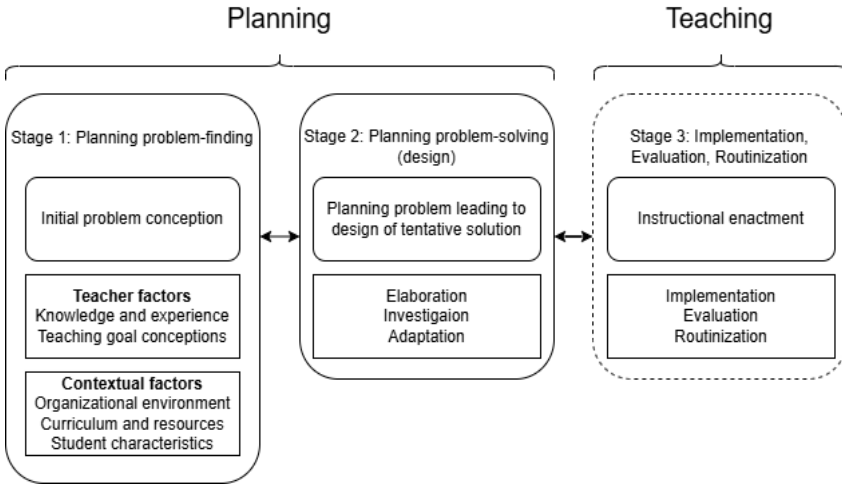 Planning
Teaching
Stage 1: Planning problem-finding
Initial problem conception
Teacher factors
Knowledge and experience
Teaching goal conceptions
Contextual factors
Organizational environment
Curriculum and resources
Student characteristics
Stage 2: Planning problem-solving
(design)
Planning problem leading to
design of tentative solution
Elaboration
Investigaion
Adaptation
Stage 3: Implementation,
Evaluation, Routinization
Instructional enactment
Implementation
Evaluation
Routinization